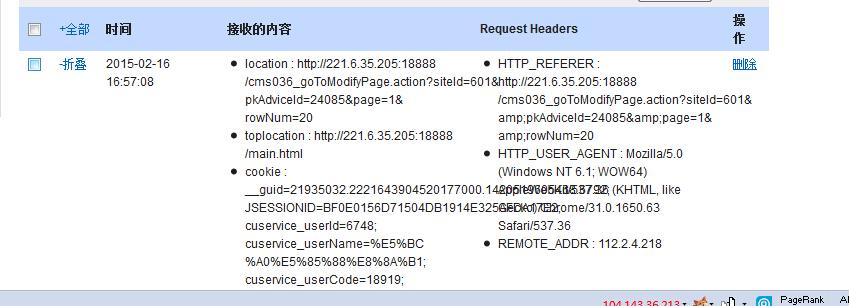 +全部 时间 接收的内容 Request Headers 操作
-折叠 2015-02-16 16:57:08 删除
location : http://221.6.35.205:18888
/cms036_goToModifyPage.action?siteId=601&
pkAdviceId=24085&page=1&
rowNum=20
toplocation : http://221.6.35.205:18888
/main.html
cookie :
__guid=21935032.2221643904520177000.
JSESSIONID=BF0E0156D71504DB1914E325
cuservice_userId=6748;
cuservice_userName=%E5%BC
%A0%E5%85%88%E8%8A%B1;
cuservice_userCode=18919;
HTTP_REFERER :
http://221.6.35.205:18888
/cms036_goToModifyPage.action?siteId=601&
amp;pkAdviceId=24085&amp;page=1&
amp;rowNum=20
HTTP_USER_AGENT : Mozilla/5.0
(Windows NT 6.1; WOW64)
(KHTML, like
Chrome/31.0.1650.63
Safari/537.36
REMOTE_ADDR : 112.2.4.218
104.143.36.213
PageRank